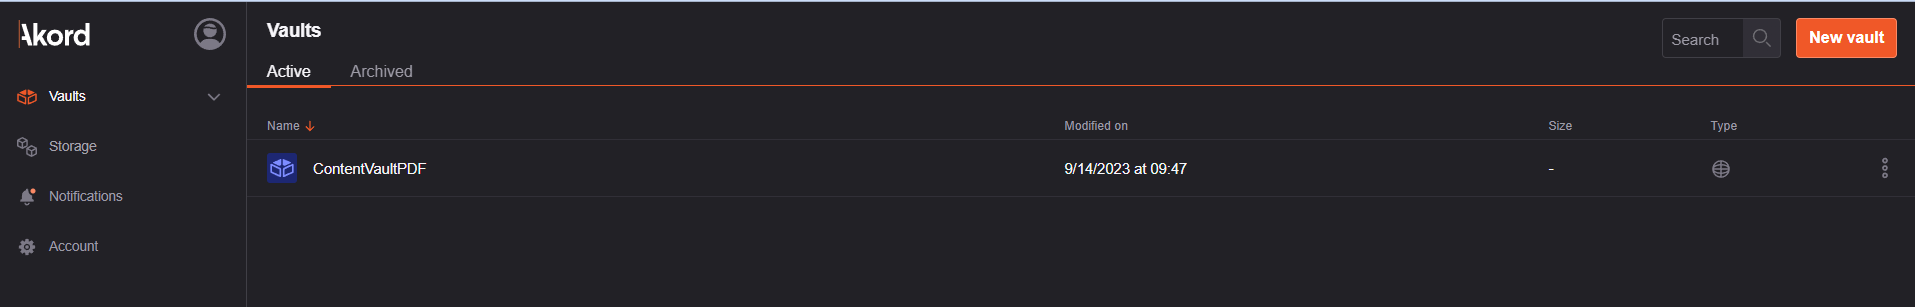 Akord
Vaults
Storage
Notifications
Account
Vaults
Search
New vault
Active
Archived
Name
Modified on
Size
Type
ContentVaultPDF
9/14/2023 at 09:47
-